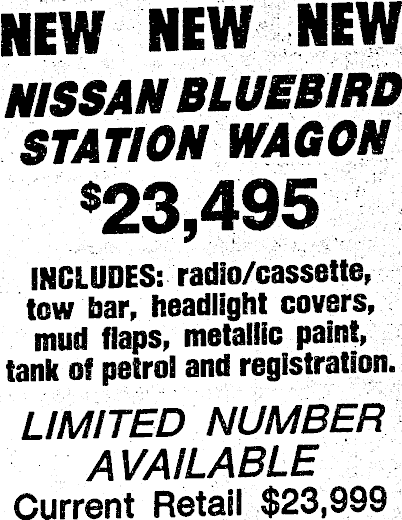 NEW NEW NEW
NISSAN BLUEBIRD
STATION WAGON
$23,495
INCLUDES: radio/cassette,
tow bar, headlight covers,
mud flaps, metallic paint,
tank of petrol and registration.
LIMITED NUMBER
AVAILABLE
Current Retail $23,999